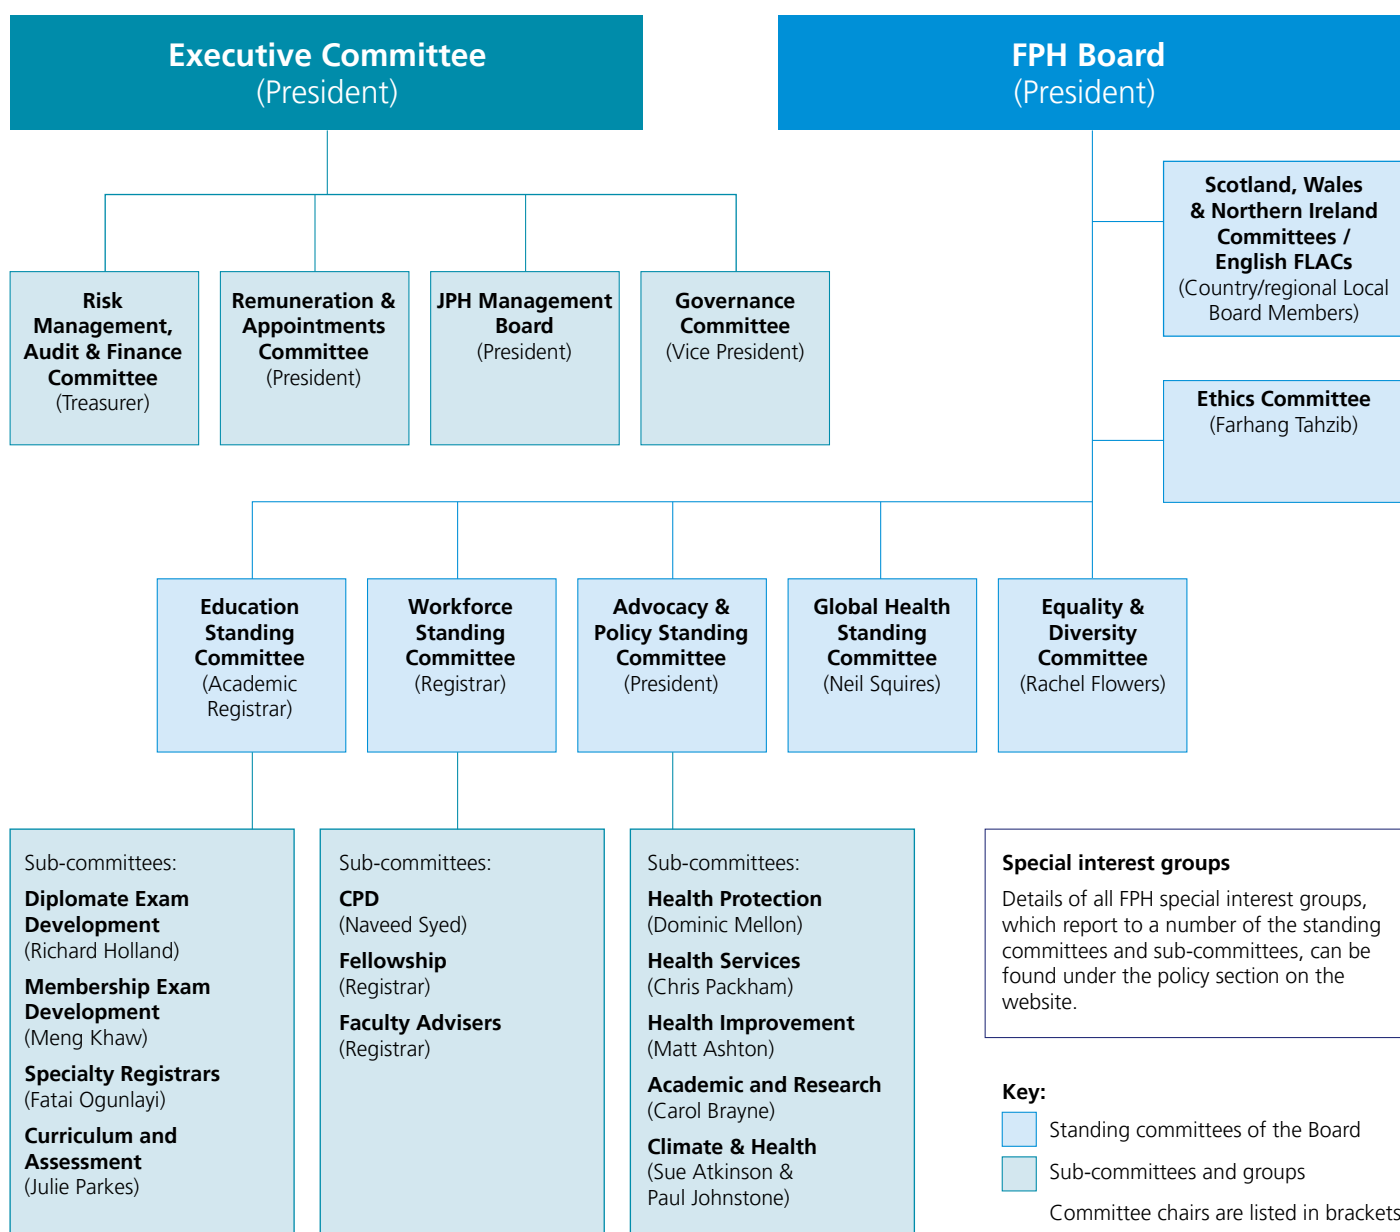 Executive Committee
(President)
FPH Board
(President)
Scotland, Wales
& Northern Ireland
Committees /
English FLACs
(Country/regional Local
Board Members)
Risk
Management,
Audit & Finance
Committee
(Treasurer)
Remuneration &
Appointments
Committee
(President)
JPH Management
Board
(President)
Governance
Committee
(Vice President)
Ethics Committee
(Farhang Tahzib)
Education
Standing
Committee
(Academic
Registrar)
Workforce
Standing
Committee
(Registrar)
Advocacy &
Policy Standing
Committee
(President)
Global Health
Standing
Committee
(Neil Squires)
Equality &
Diversity
Committee
(Rachel Flowers)
Sub-committees:
Diplomate Exam
Development
(Richard Holland)
Membership Exam
Development
(Meng Khaw)
Specialty Registrars
(Fatai Ogunlayi)
Curriculum and
Assessment
(Julie Parkes)
Sub-committees:
CPD
(Naveed Syed)
Fellowship
(Registrar)
Faculty Advisers
(Registrar)
Sub-committees:
Health Protection
(Dominic Mellon)
Health Services
(Chris Packham)
Health Improvement
(Matt Ashton)
Academic and Research
(Carol Brayne)
Climate & Health
(Sue Atkinson &
Paul Johnstone)
Special interest groups
Details of all FPH special interest groups,
which report to a number of the standing
committees and sub-committees, can be
found under the policy section on the
website.
Key:
Standing committees of the Board
Sub-committees and groups
Committee chairs are listed in brackets